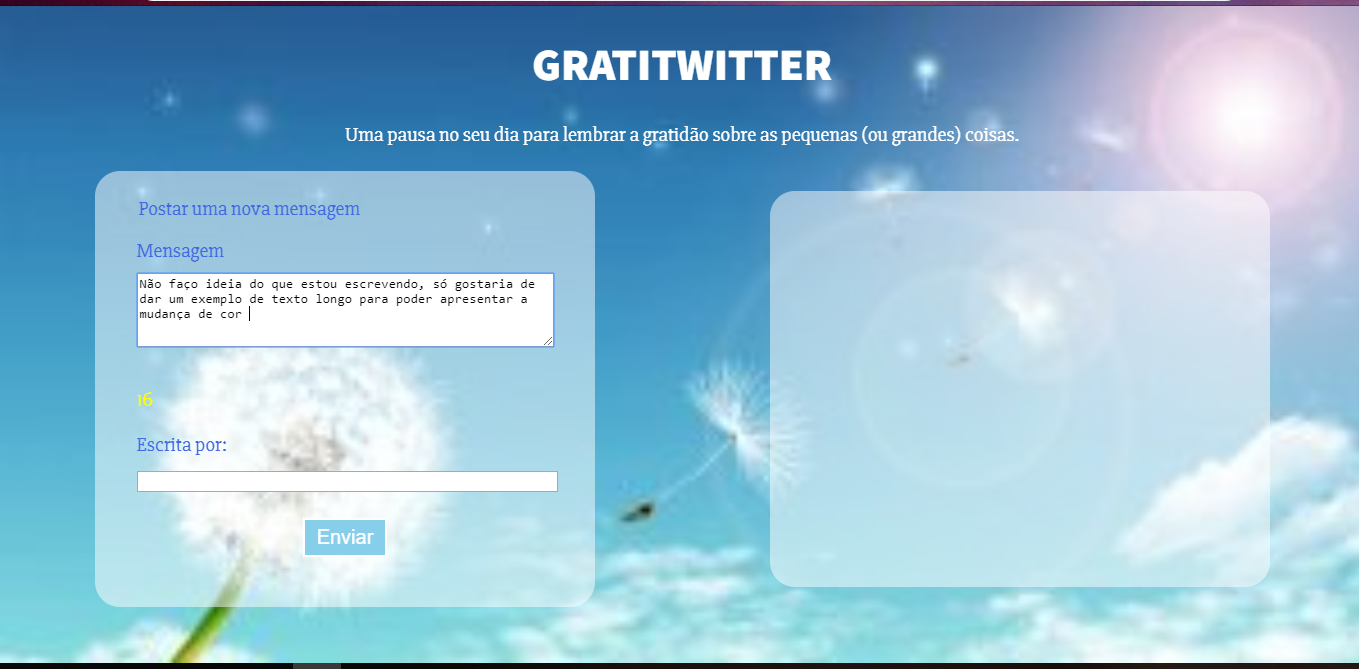 GRATITWITTER
Uma pausa no seu dia para lembrar a gratidão sobre as pequenas (ou grandes) coisas.
Postar uma nova mensagem
Mensagem
Não faço ideia do que estou escrevendo, só gostaria de
dar um exemplo de texto longo para poder apresentar a
mudança de cor
16
Escrita por:
Enviar